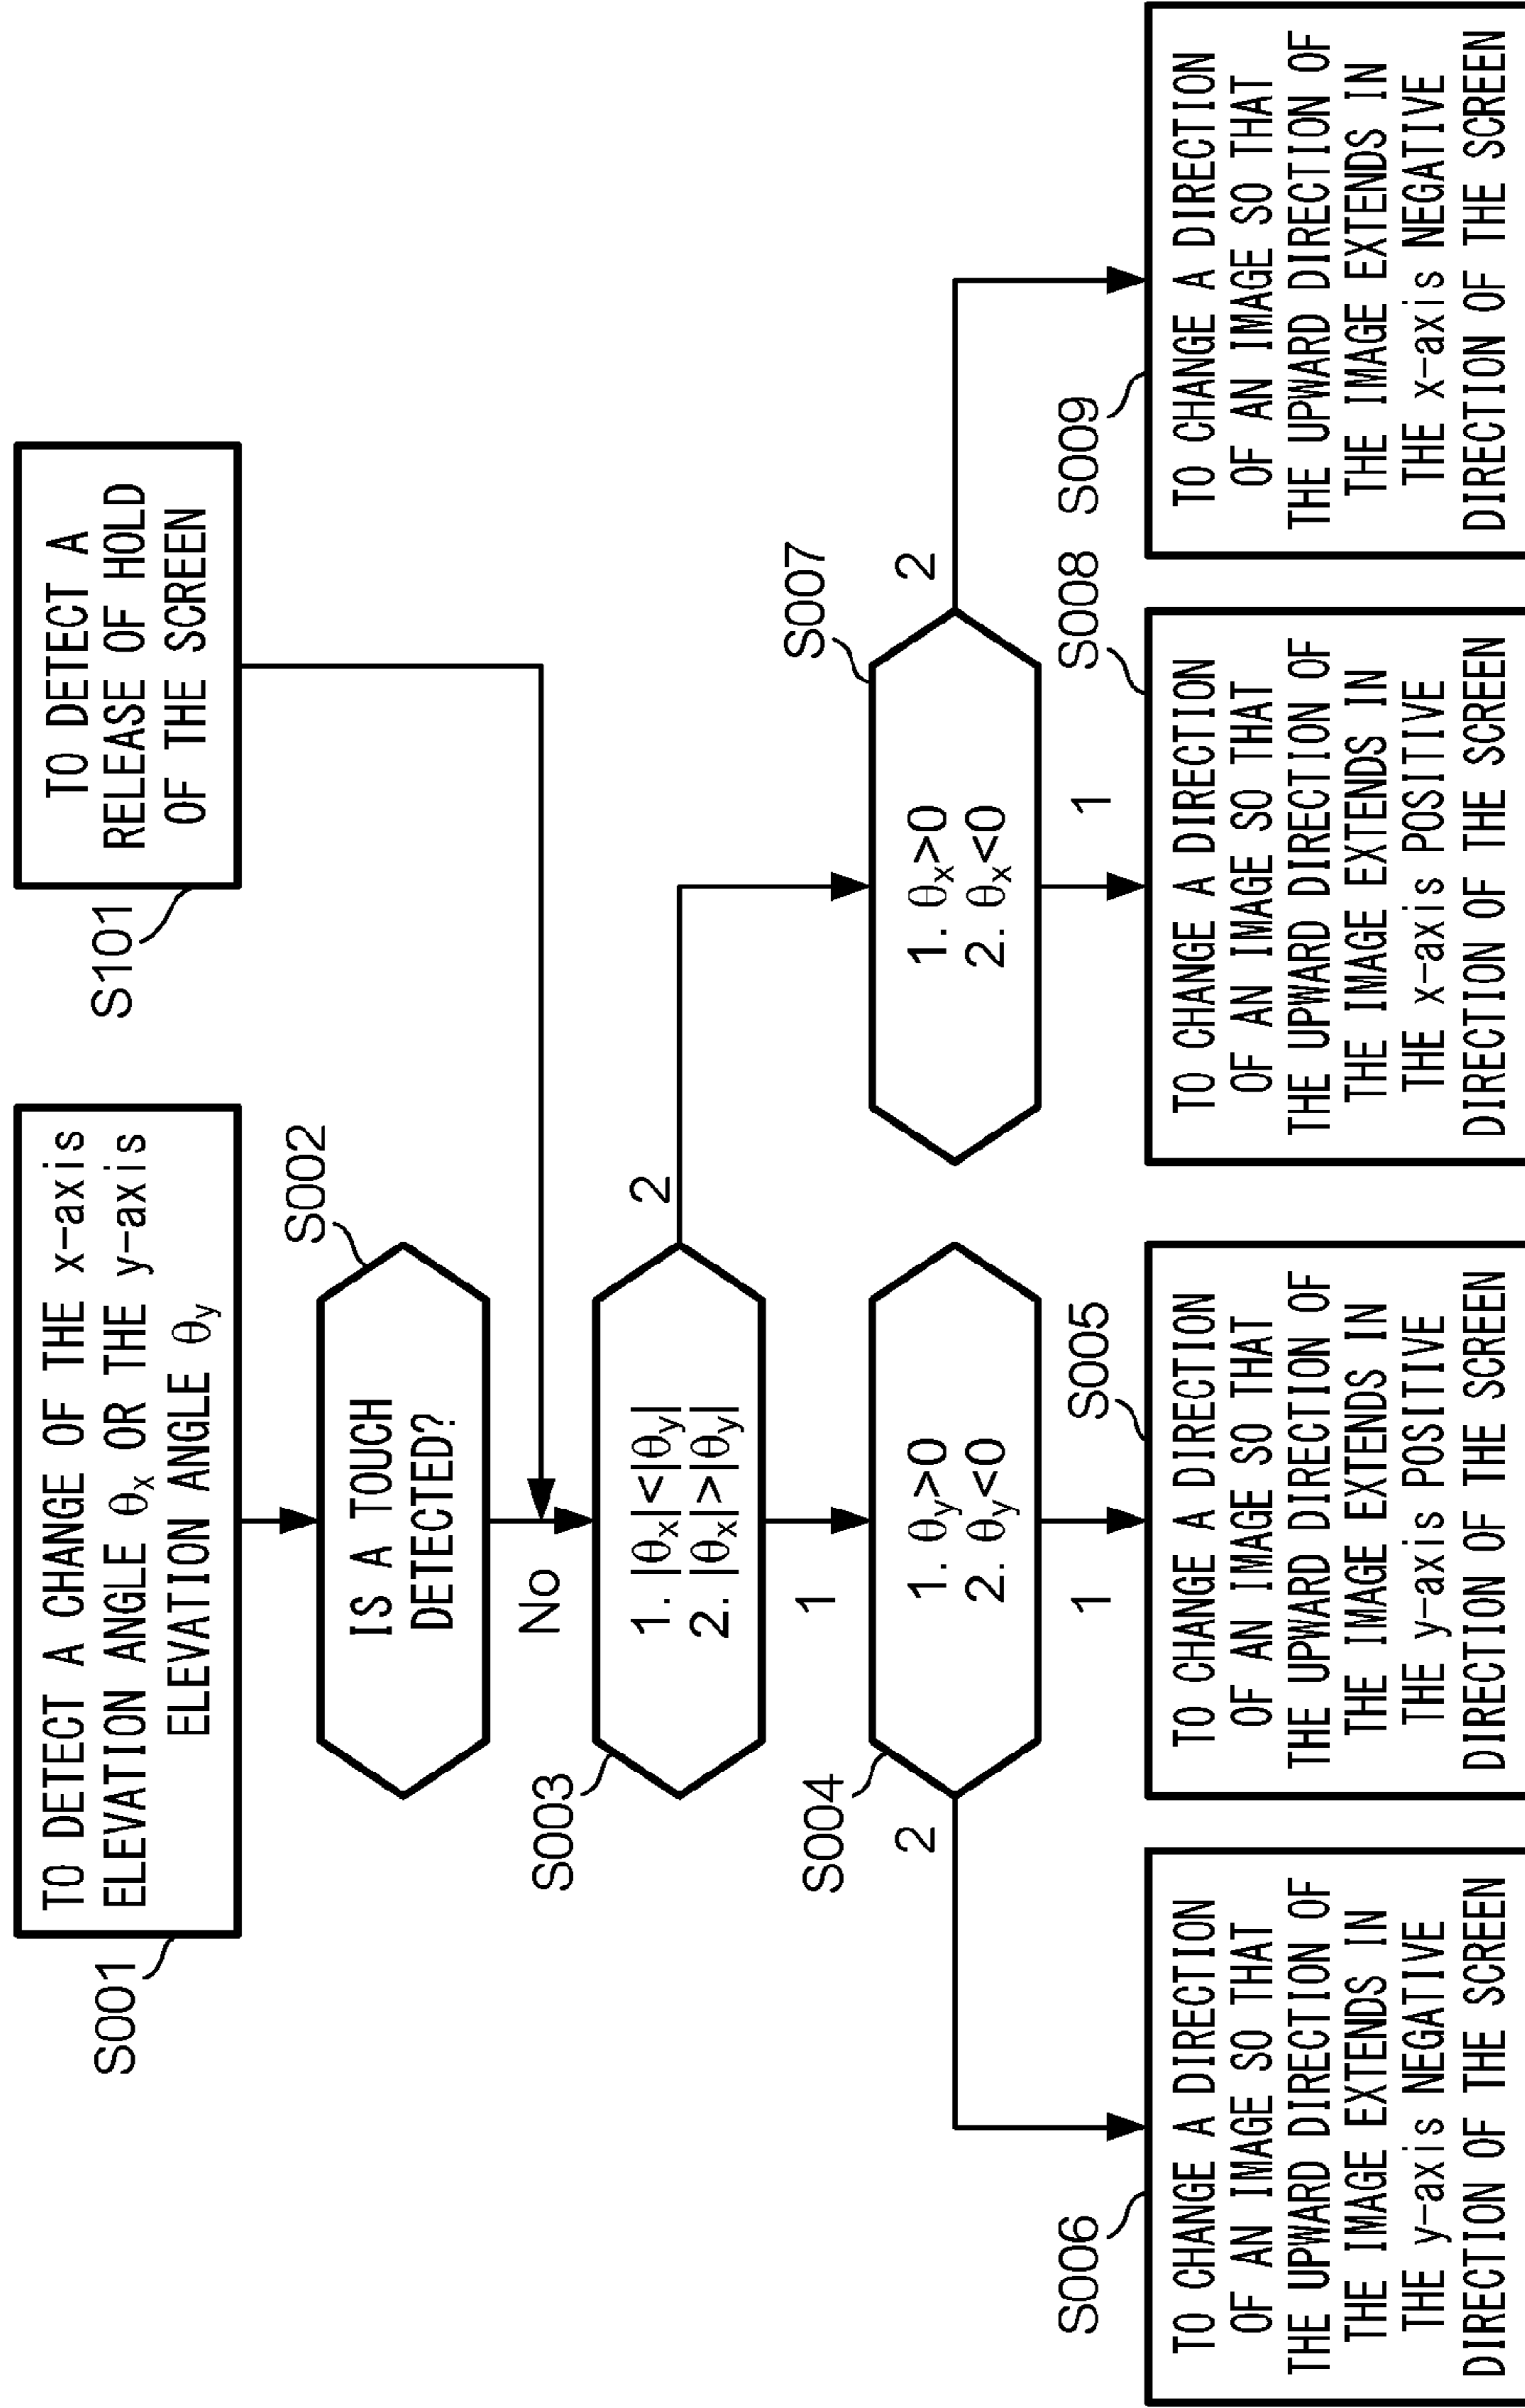 S001
TO DETECT A CHANGE OF THE x-axis
ELEVATION ANGLE θx OR THE y-axis
ELEVATION ANGLE θy
S101
TO DETECT A
RELEASE OF HOLD
OF THE SCREEN
S002
IS A TOUCH
DETECTED?
No
S003
1. |θx|<|θy|
2. |θx|>|θy|
2
1
S004
1. θy>0
2. θy<0
2
1
S007
1. θx>0
2. θx<0
2
1
S006
TO CHANGE A DIRECTION
OF AN IMAGE SO THAT
THE UPWARD DIRECTION OF
THE IMAGE EXTENDS IN
THE y-axis NEGATIVE
DIRECTION OF THE SCREEN
S005
TO CHANGE A DIRECTION
OF AN IMAGE SO THAT
THE UPWARD DIRECTION OF
THE IMAGE EXTENDS IN
THE y-axis POSITIVE
DIRECTION OF THE SCREEN
S008
TO CHANGE A DIRECTION
OF AN IMAGE SO THAT
THE UPWARD DIRECTION OF
THE IMAGE EXTENDS IN
THE x-axis POSITIVE
DIRECTION OF THE SCREEN
S009
TO CHANGE A DIRECTION
OF AN IMAGE SO THAT
THE UPWARD DIRECTION OF
THE IMAGE EXTENDS IN
THE x-axis NEGATIVE
DIRECTION OF THE SCREEN